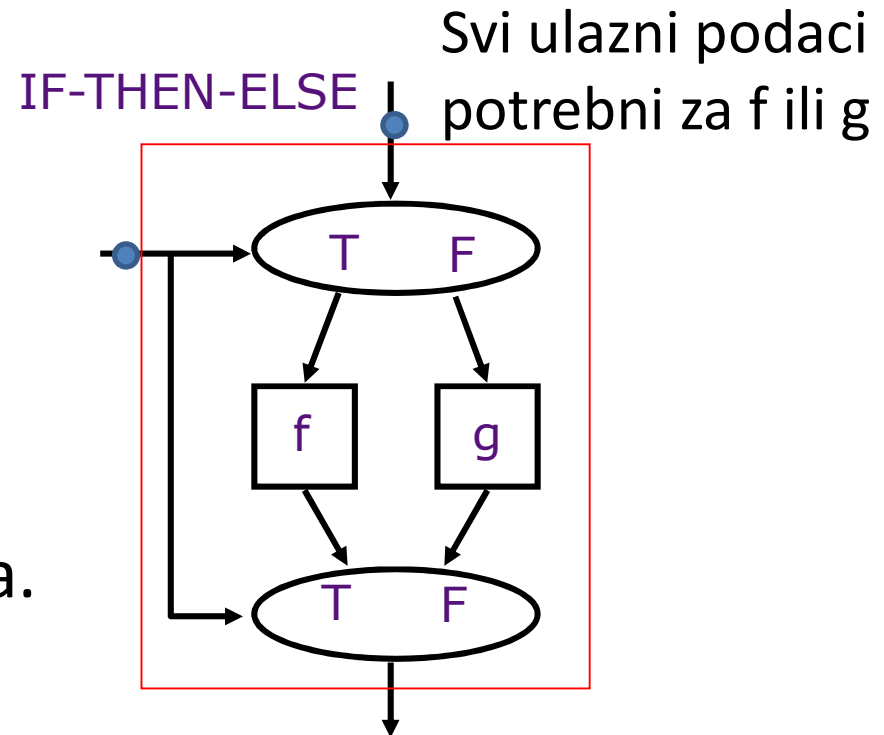 Svi ulazni podaci
potrebni za f ili g
IF-THEN-ELSE
T F
f g
a.
T F